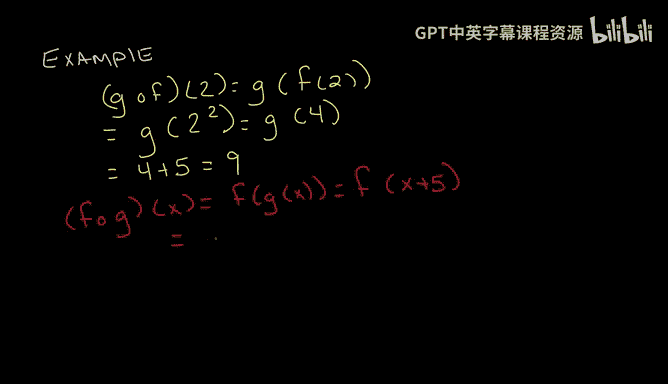 GPT中英字幕课程资源 bilibili
EXAMPLE
(g o f)(2) = g(f(2))
= g(2²) = g(4)
= 4+5 = 9
(f o g)(x) = f(g(x)) = f(x+5)
=